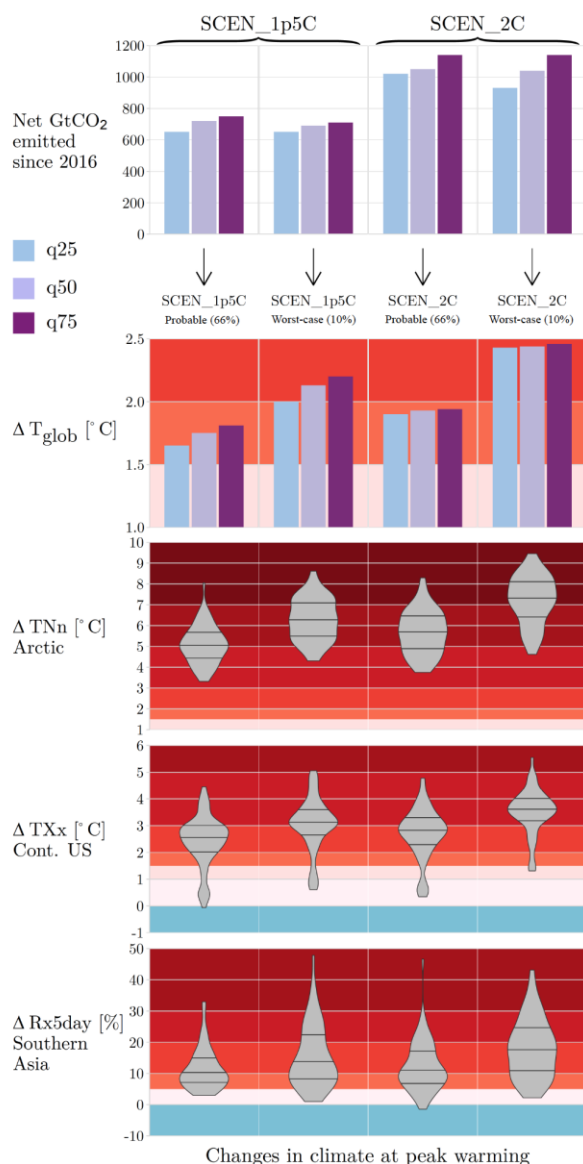 SCEN_1p5C SCEN_2C
1200
1000
800
600
400
200
0
Net GtCO₂
emitted
since 2016
q25
q50
q75
SCEN_1p5C SCEN_1p5C SCEN_2C SCEN_2C
Probable (66%) Worst-case (10%) Probable (66%) Worst-case (10%)
2.5
2.0
1.5
1.0
Δ T_glob [°C]
10
9
8
7
6
5
4
3
2
1
Δ TNn [°C]
Arctic
6
5
4
3
2
1
0
-1
Δ TXx [°C]
Cont. US
50
40
30
20
10
0
-10
Δ Rx5day [%]
Southern
Asia
Changes in climate at peak warming